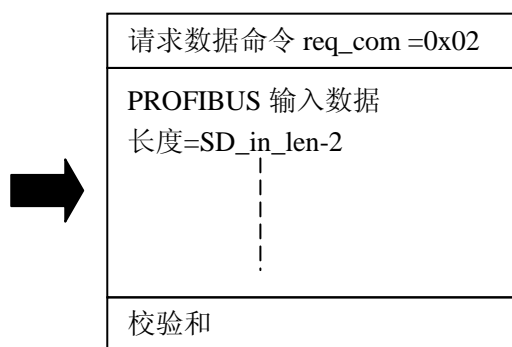 请求数据命令 req_com =0x02
PROFIBUS 输入数据
长度=SD_in_len-2
校验和